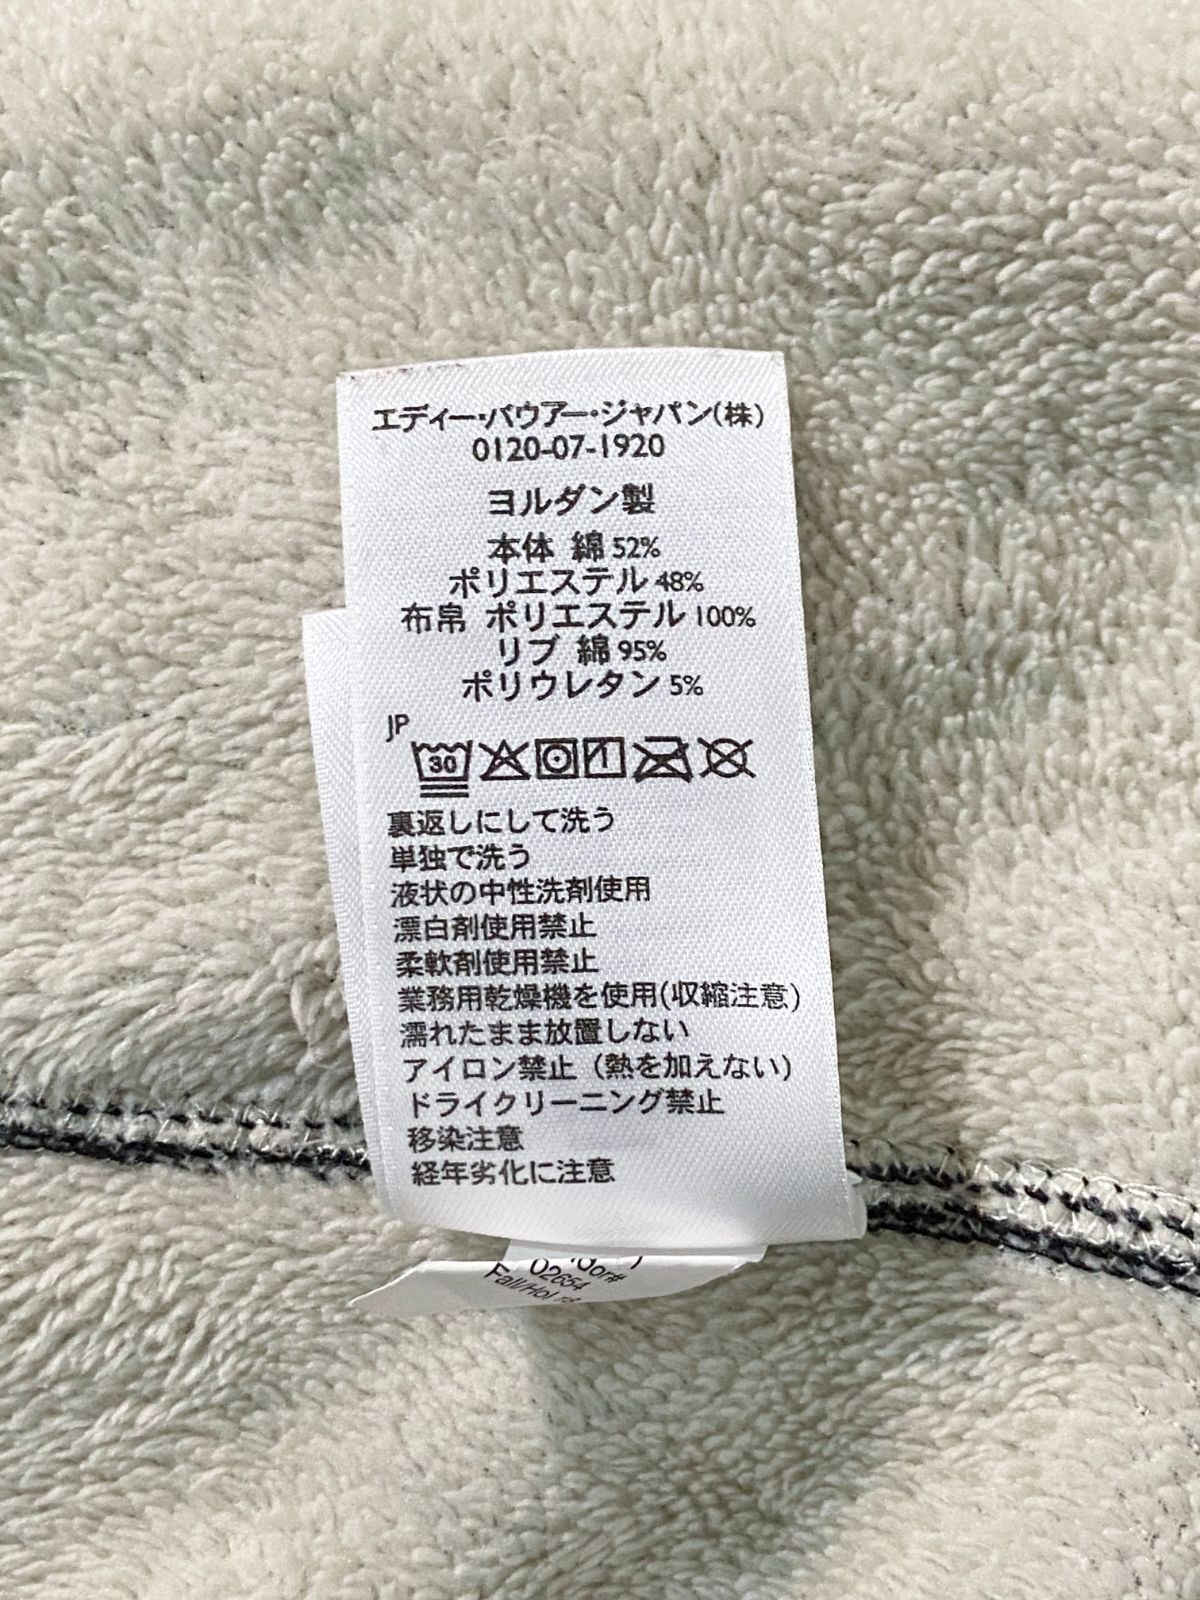 エディー・バウアー・ジャパン(株)
0120-07-1920
ヨルダン製
本体 綿 52%
ポリエステル 48%
布帛 ポリエステル 100%
リブ 綿 95%
ポリウレタン 5%
JP
30
裏返しにして洗う
単独で洗う
液状の中性洗剤使用
漂白剤使用禁止
柔軟剤使用禁止
業務用乾燥機を使用(収縮注意)
濡れたまま放置しない
アイロン禁止（熱を加えない）
ドライクリーニング禁止
移染注意
経年劣化に注意
02654
Fall/Hol